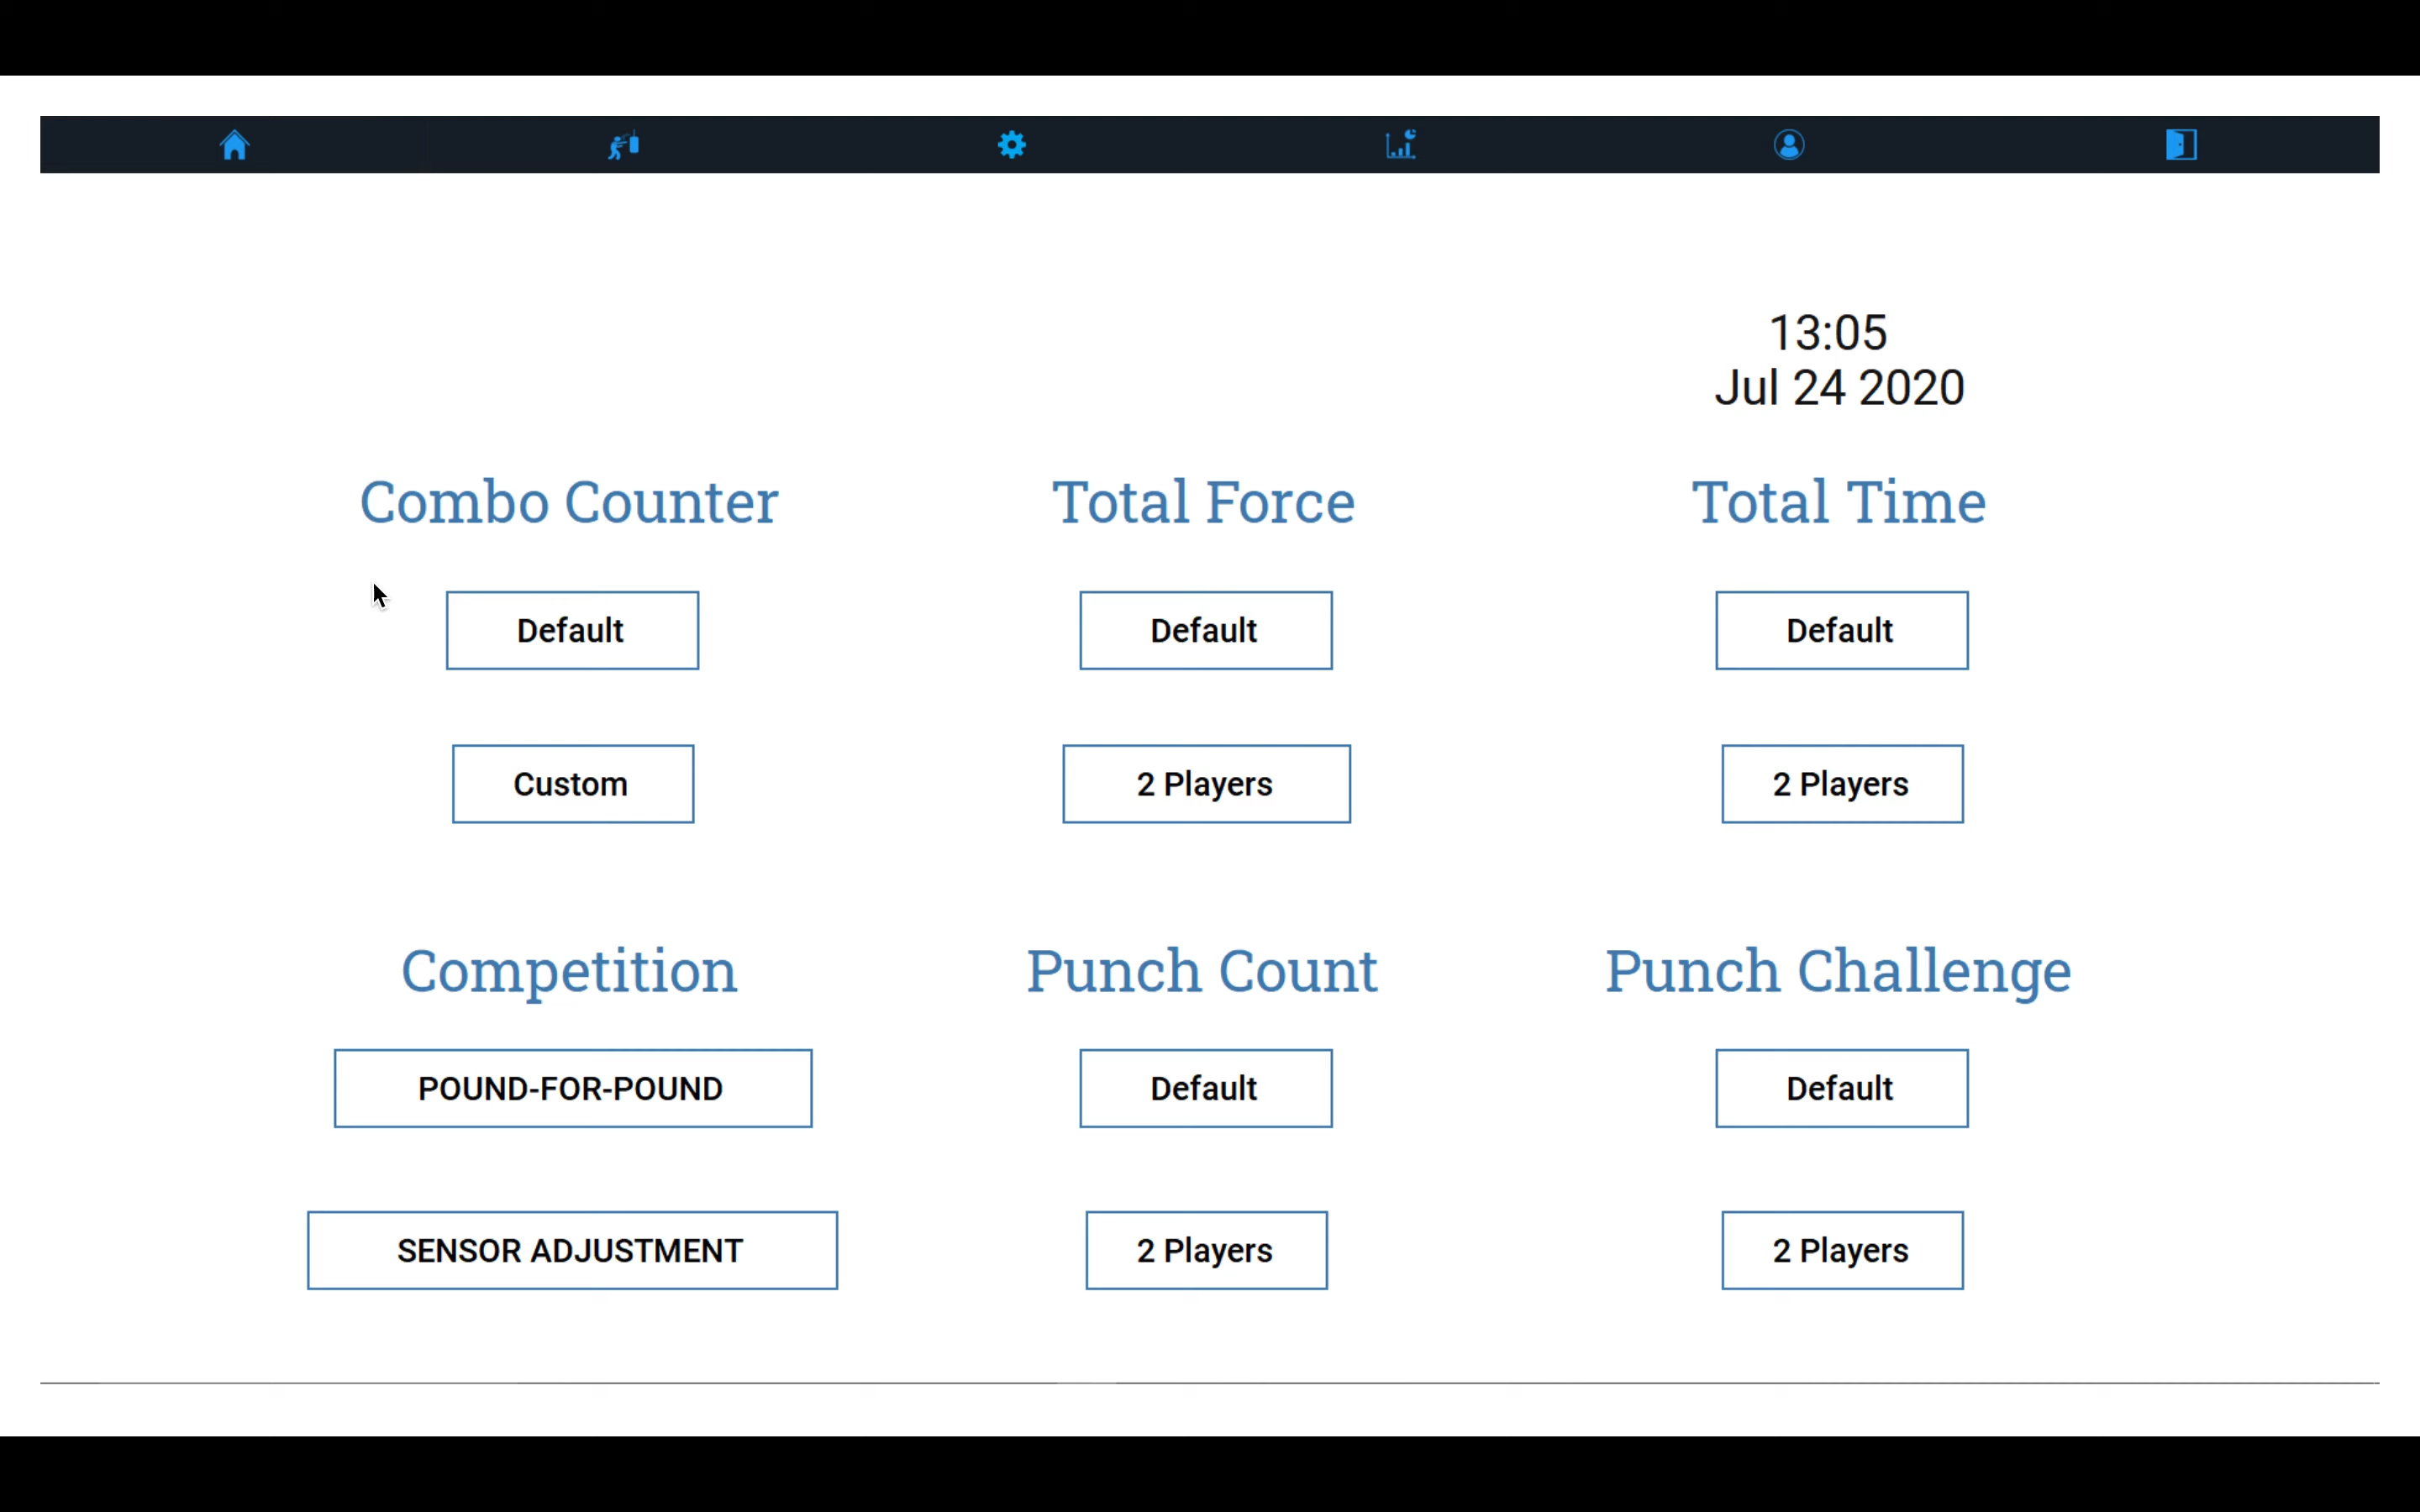 13:05
Jul 24 2020
Combo Counter
Total Force
Total Time
Default
Default
Default
Custom
2 Players
2 Players
Competition
Punch Count
Punch Challenge
POUND-FOR-POUND
Default
Default
SENSOR ADJUSTMENT
2 Players
2 Players